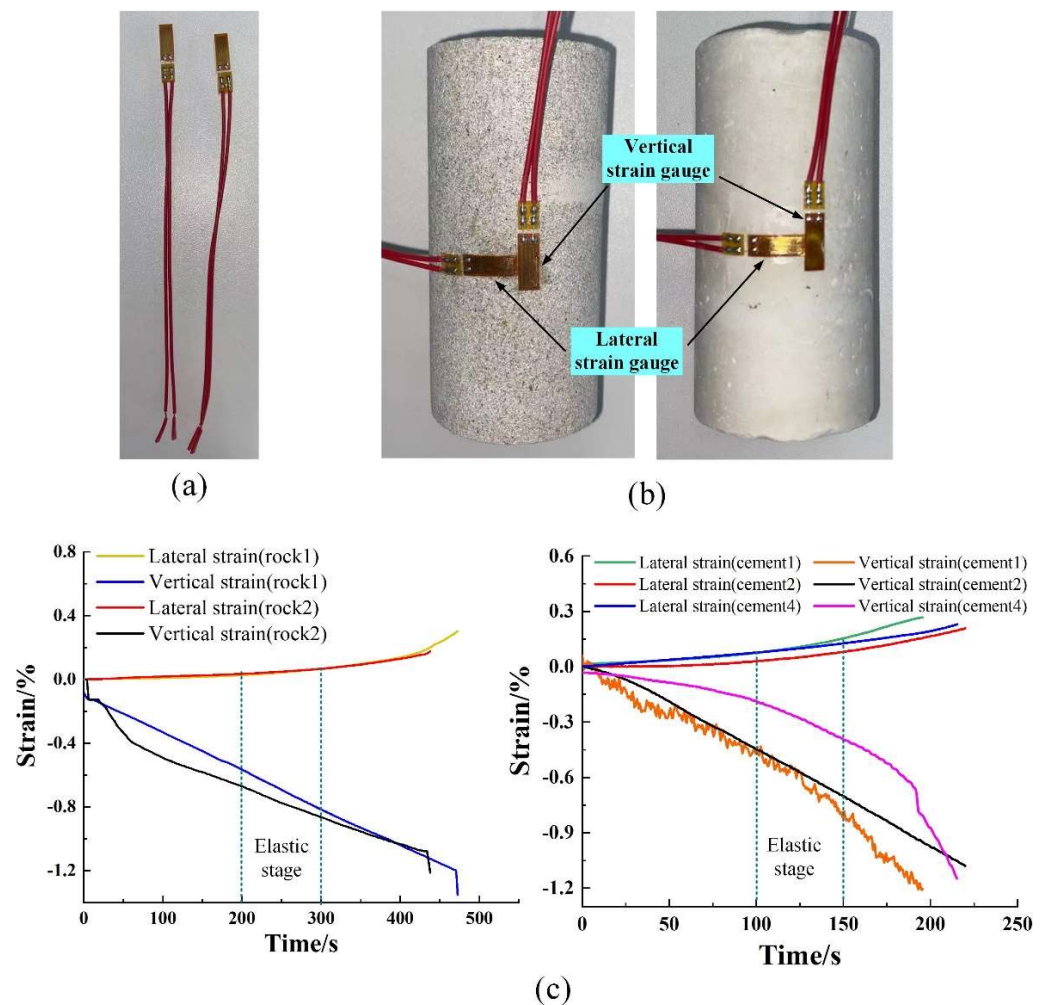 Vertical
strain gauge
Lateral
strain gauge
(a)
(b)
0.8
0.4
0.0
-0.4
-0.8
-1.2
Strain/%
Lateral strain(rock1)
Vertical strain(rock1)
Lateral strain(rock2)
Vertical strain(rock2)
Elastic
stage
0 100 200 300 400 500
Time/s
0.6
0.3
0.0
-0.3
-0.6
-0.9
-1.2
Strain/%
Lateral strain(cement1) Vertical strain(cement1)
Lateral strain(cement2) Vertical strain(cement2)
Lateral strain(cement4) Vertical strain(cement4)
Elastic
stage
0 50 100 150 200 250
Time/s
(c)